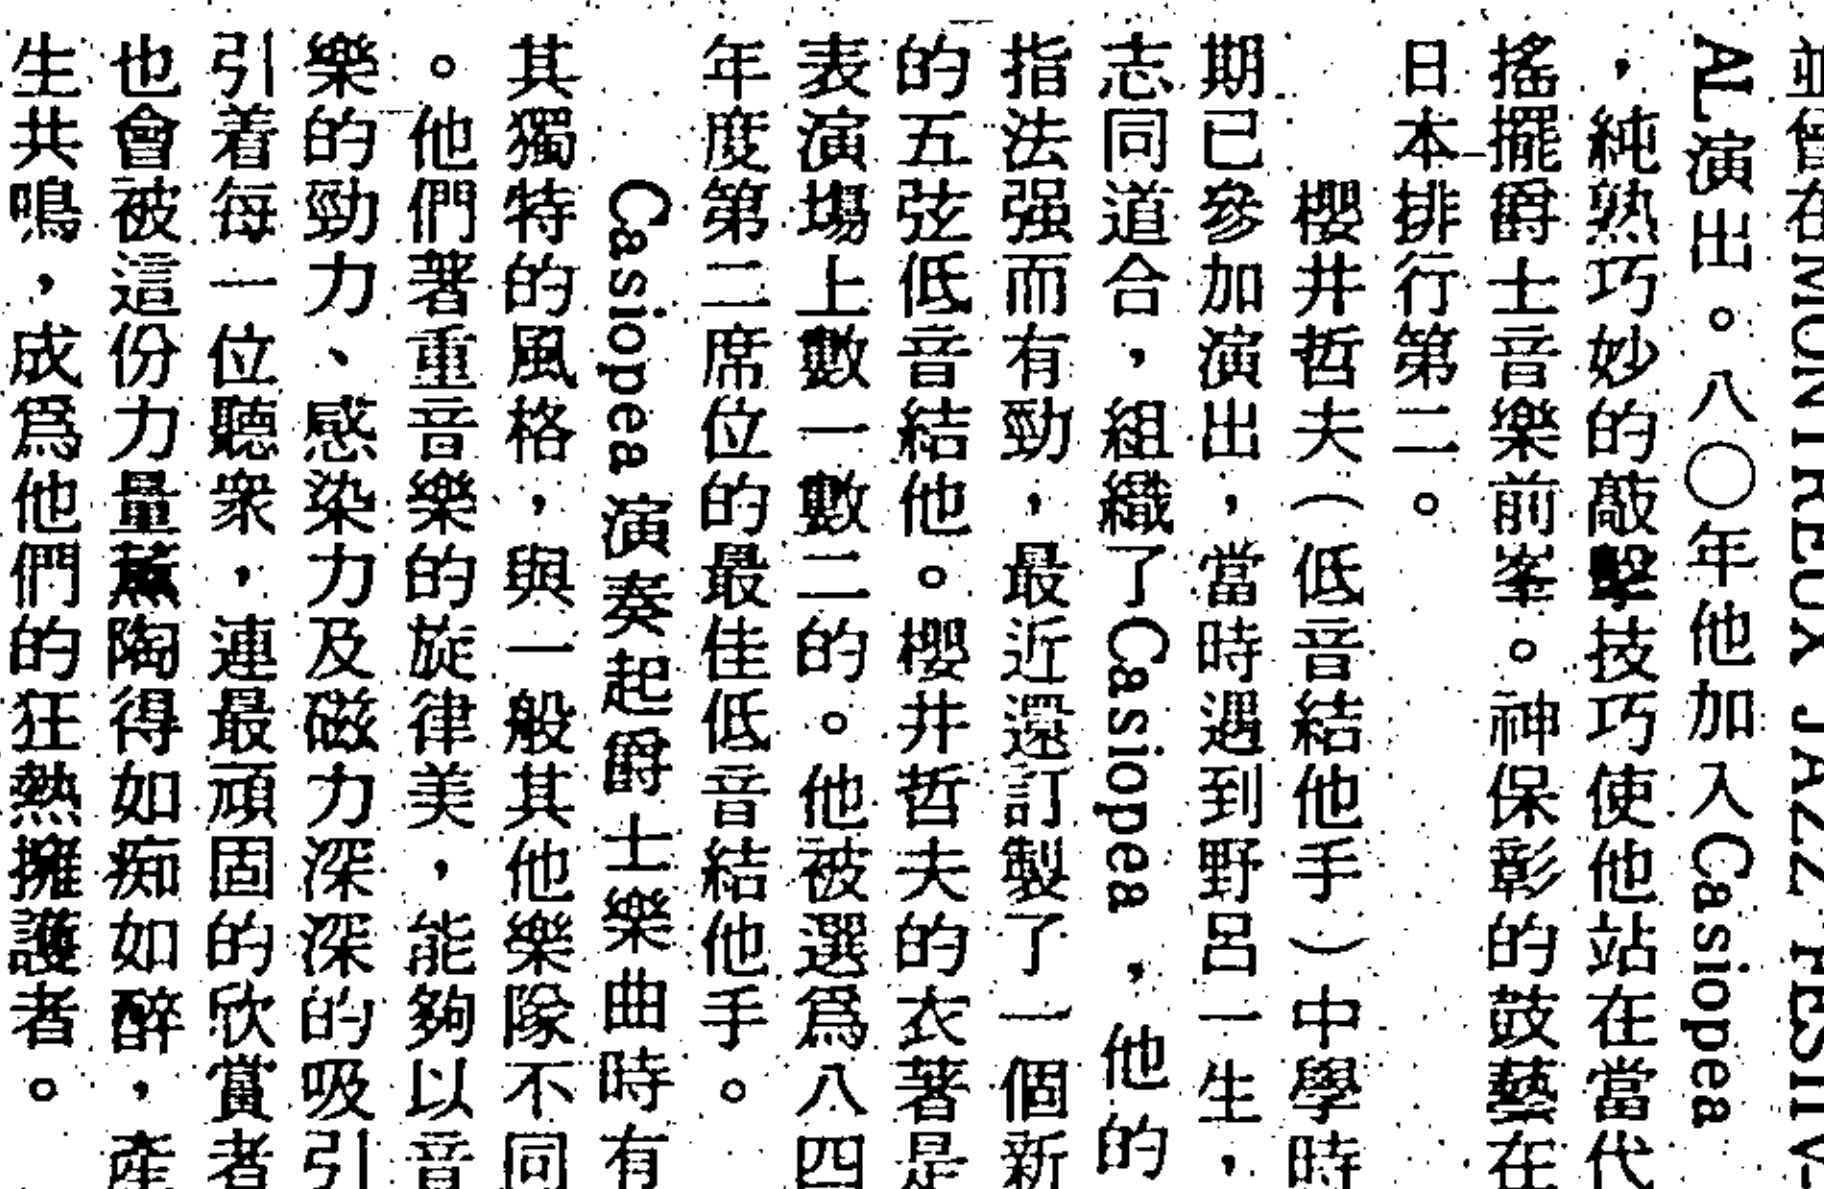 並曾在MONTREUX JAZZ FESTIV-
AL演出。八〇年他加入Casiopea
，純熟巧妙的敲擊技巧使他站在當代
搖擺爵士音樂前峯。神保彰的鼓藝在
日本排行第二。
櫻井哲夫（低音結他手）中學時
期已參加演出，當時遇到野呂一生，
志同道合，組織了Casiopea，他的
指法强而有勁，最近還訂製了一個新
的五弦低音結他。櫻井哲夫的衣著是
表演場上數一數二的。他被選爲八四
年度第二席位的最佳低音結他手。
Casiopea演奏起爵士樂曲時有
其獨特的風格，與一般其他樂隊不同
。他們著重音樂的旋律美，能夠以音
樂的勁力、感染力及磁力深深的吸引
引着每一位聽衆，連最頑固的欣賞者
也會被這份力量薰陶得如痴如醉，產
生共鳴，成爲他們的狂熱擁護者。